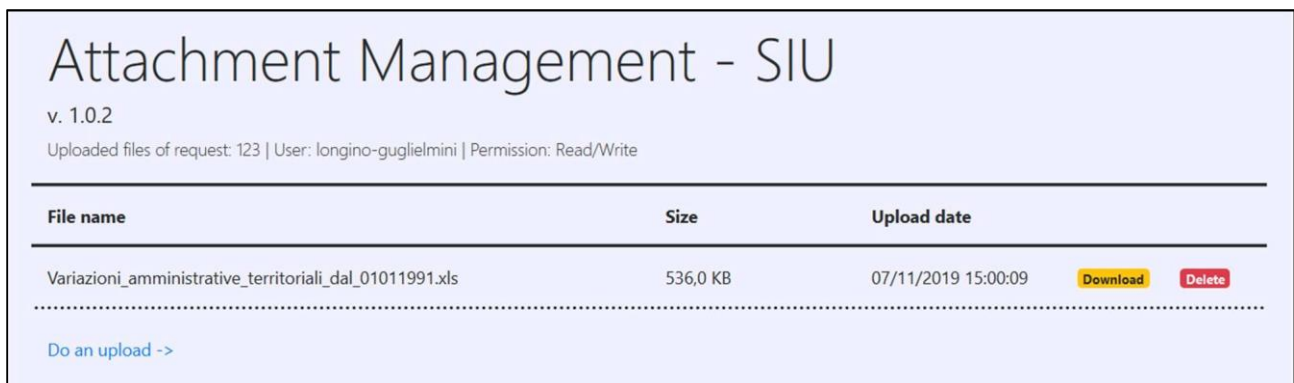 Attachment Management - SIU
v. 1.0.2
Uploaded files of request: 123 | User: longino-guglielmini | Permission: Read/Write
File name Size Upload date
Variazioni_amministrative_territoriali_dal_01011991.xls 536,0 KB 07/11/2019 15:00:09 Download Delete
Do an upload ->